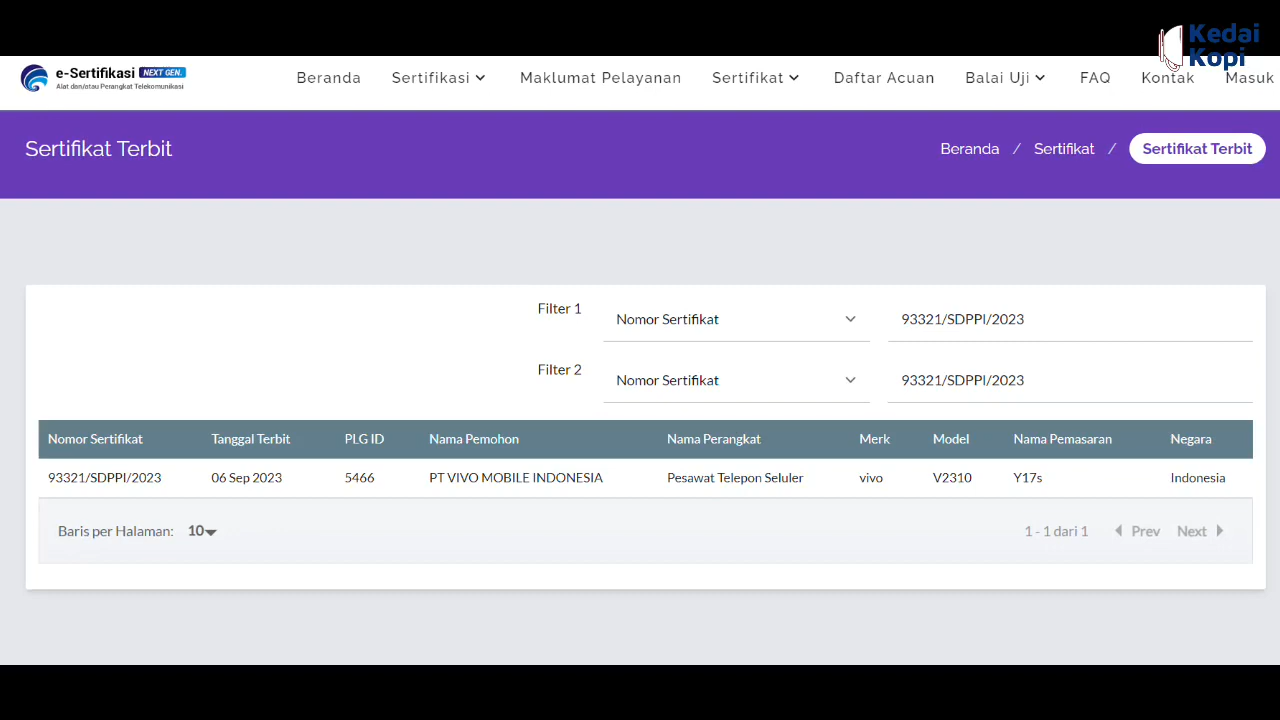 Kedai
Kopi
e-Sertifikasi NEXT GEN.
Alat dan/atau Perangkat Telekomunikasi
Beranda Sertifikasi Maklumat Pelayanan Sertifikat Daftar Acuan Balai Uji FAQ Kontak Masuk
Sertifikat Terbit
Beranda / Sertifikat / Sertifikat Terbit
Filter 1 Nomor Sertifikat 93321/SDPPI/2023
Filter 2 Nomor Sertifikat 93321/SDPPI/2023
Nomor Sertifikat Tanggal Terbit PLG ID Nama Pemohon Nama Perangkat Merk Model Nama Pemasaran Negara
93321/SDPPI/2023 06 Sep 2023 5466 PT VIVO MOBILE INDONESIA Pesawat Telepon Seluler vivo V2310 Y17s Indonesia
Baris per Halaman: 10 1 - 1 dari 1 Prev Next